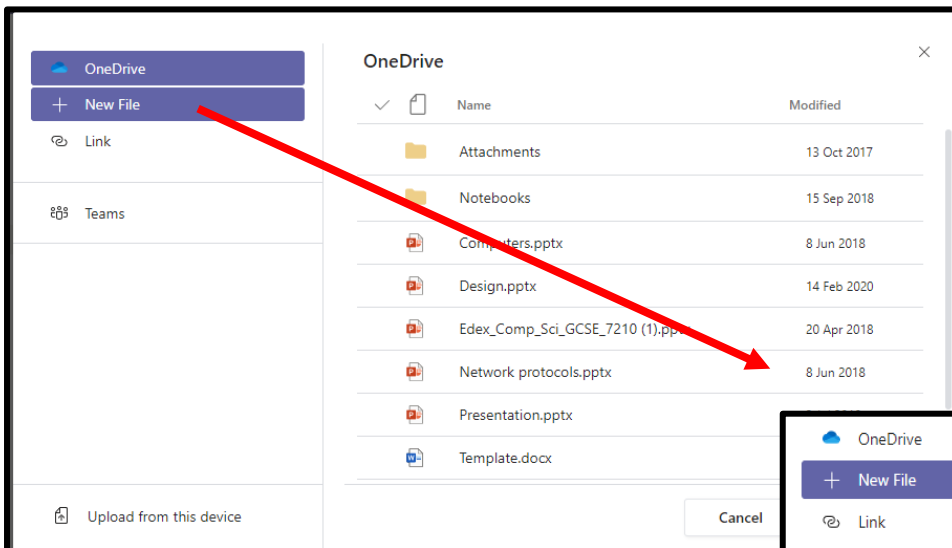 OneDrive
New File
Link
Teams
Upload from this device
OneDrive
Name Modified
Attachments 13 Oct 2017
Notebooks 15 Sep 2018
Computers.pptx 8 Jun 2018
Design.pptx 14 Feb 2020
Edex_Comp_Sci_GCSE_7210 (1).pptx 20 Apr 2018
Network protocols.pptx 8 Jun 2018
Presentation.pptx
Template.docx
Cancel
OneDrive
New File
Link